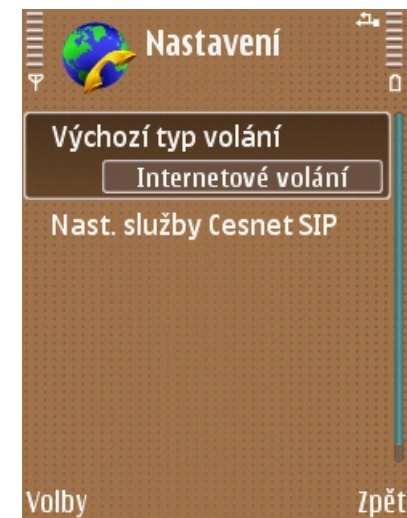 Nastavení
Výchozí typ volání
Internetové volání
Nast. služby Cesnet SIP
Volby
Zpět